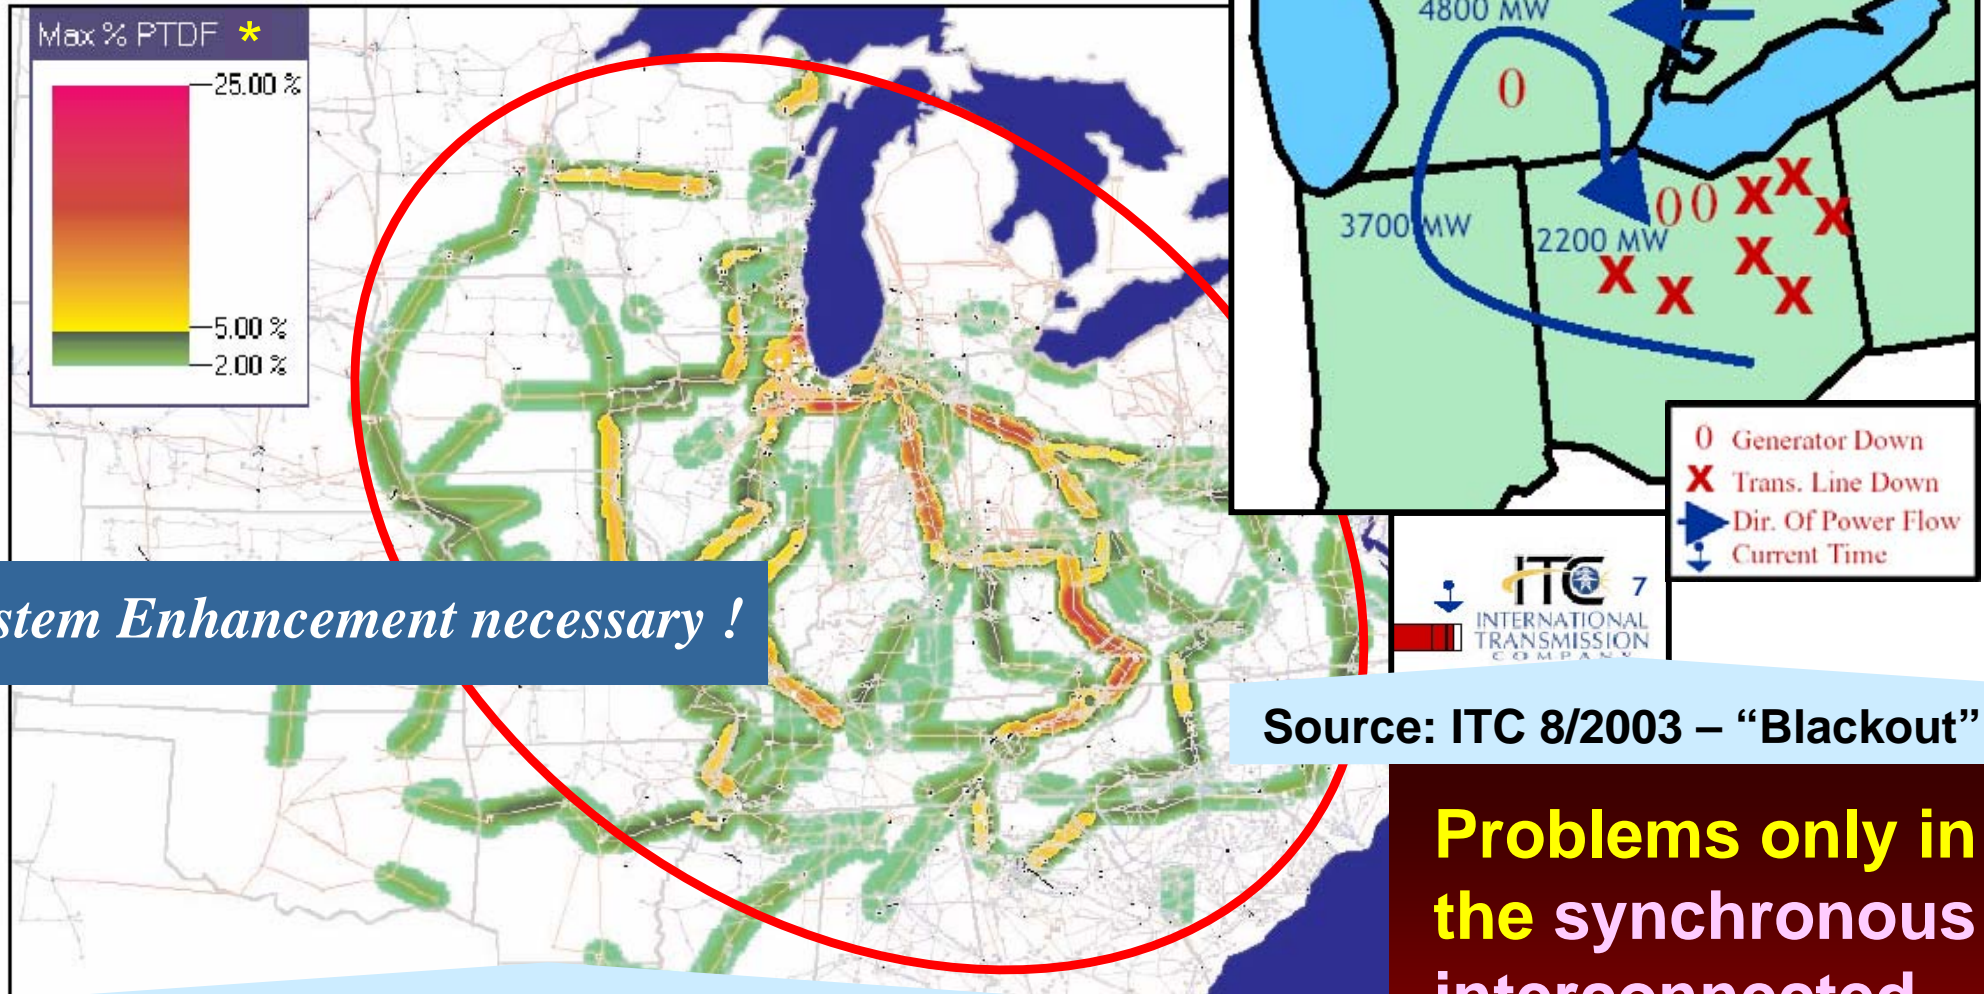 Max % PTDF *
25.00 %
5.00 %
2.00 %
4800 MW
0
3700 MW
2200 MW
00
X X
X
X
X X
X
0 Generator Down
X Trans. Line Down
Dir. Of Power Flow
Current Time
ITC 7
INTERNATIONAL
TRANSMISSION
COMPANY
stem Enhancement necessary !
Source: ITC 8/2003 – “Blackout”
Problems only in
the synchronous
interconnected